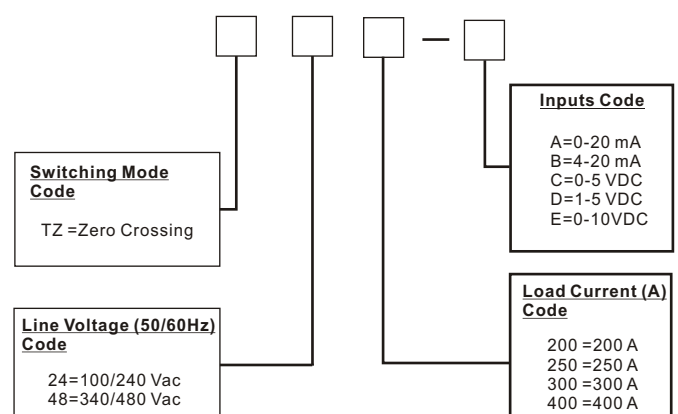 Inputs Code
A=0-20 mA
B=4-20 mA
C=0-5 VDC
D=1-5 VDC
E=0-10VDC
Switching Mode
Code
TZ =Zero Crossing
Load Current (A)
Code
200 =200 A
250 =250 A
300 =300 A
400 =400 A
Line Voltage (50/60Hz)
Code
24=100/240 Vac
48=340/480 Vac